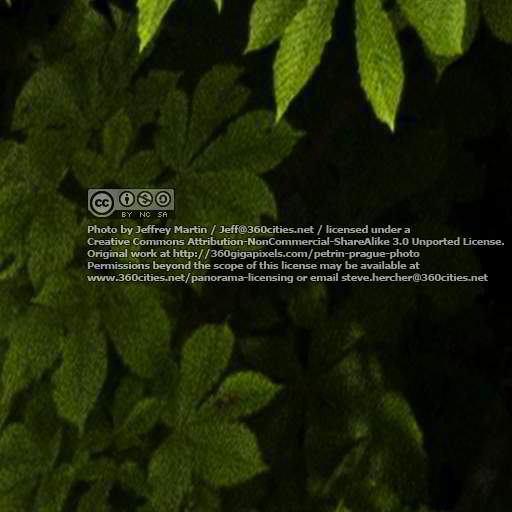 cc
BY NC SA
Photo by Jeffrey Martin / Jeff@360cities.net / licensed under a
Creative Commons Attribution-NonCommercial-ShareAlike 3.0 Unported License.
Original work at http://360gigapixels.com/petrin-prague-photo
Permissions beyond the scope of this license may be available at
www.360cities.net/panorama-licensing or email steve.hercher@360cities.net